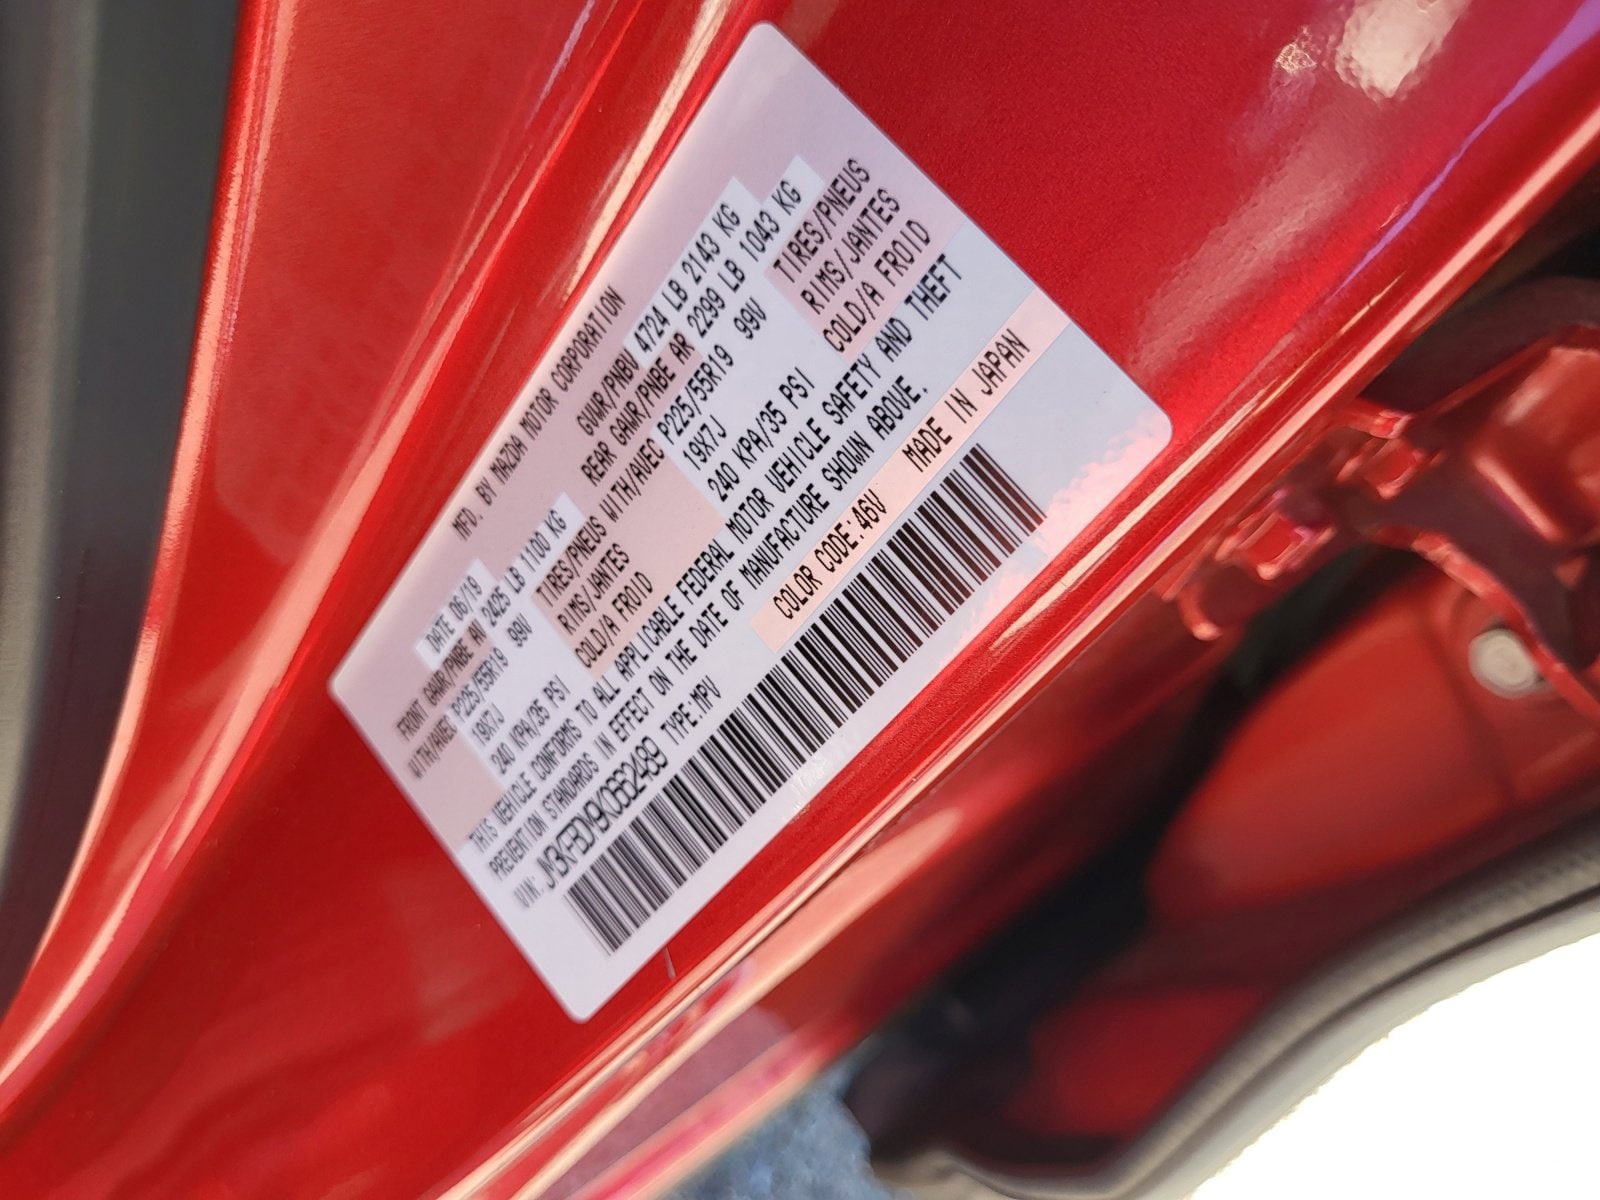 MFD. BY MAZDA MOTOR CORPORATION
DATE 06/19 GVWR/PNBV 4724 LB 2143 KG
FRONT GAWR/PNBE AV 2425 LB 1100 KG REAR GAWR/PNBE AR 2299 LB 1043 KG
WITH/AVEC P225/55R19 99V TIRES/PNEUS WITH/AVEC P225/55R19 99V TIRES/PNEUS
19X7J RIMS/JANTES 19X7J RIMS/JANTES
240 KPA/35 PSI COLD/A FROID 240 KPA/35 PSI COLD/A FROID
THIS VEHICLE CONFORMS TO ALL APPLICABLE FEDERAL MOTOR VEHICLE SAFETY AND THEFT
PREVENTION STANDARDS IN EFFECT ON THE DATE OF MANUFACTURE SHOWN ABOVE.
VIN: TYPE:MPV COLOR CODE:46V MADE IN JAPAN